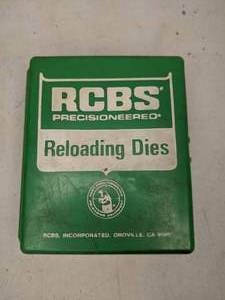 RCBS®
PRECISIONEERED®
Reloading Dies
RCBS, INCORPORATED, OROVILLE, CA